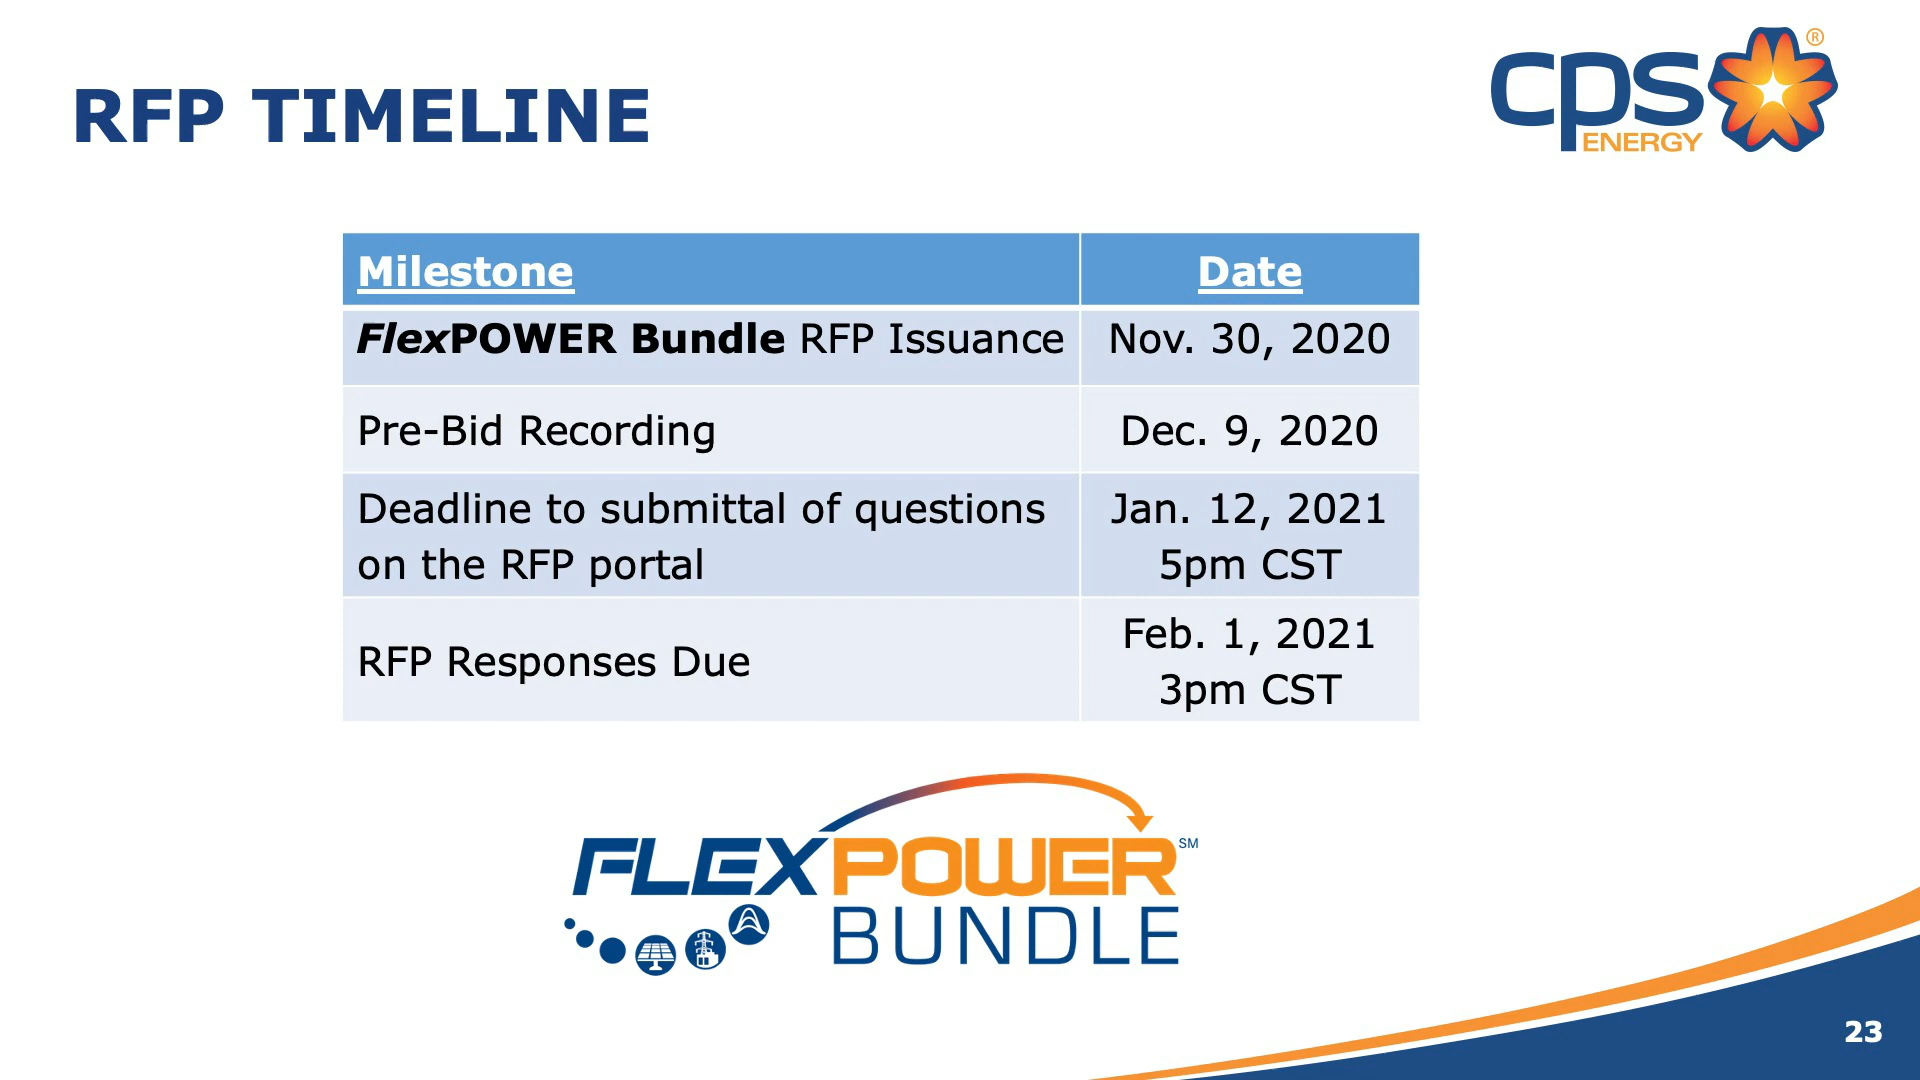 RFP TIMELINE
cps
ENERGY
®
Milestone Date
FlexPOWER Bundle RFP Issuance Nov. 30, 2020
Pre-Bid Recording Dec. 9, 2020
Deadline to submittal of questions
on the RFP portal
Jan. 12, 2021
5pm CST
RFP Responses Due
Feb. 1, 2021
3pm CST
FLEXPOWER SM
BUNDLE
23